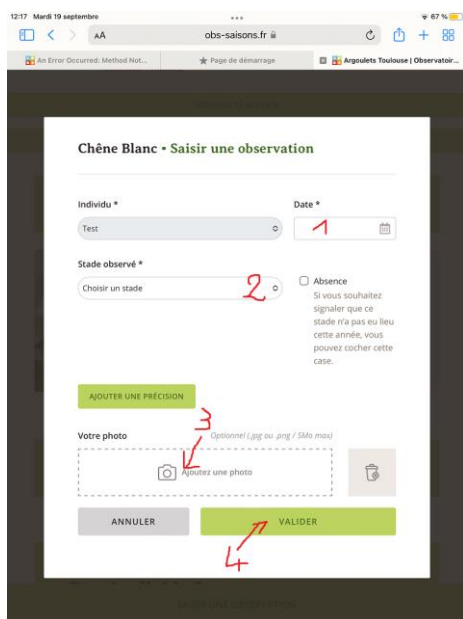 12:17 Mardi 19 septembre
67 %
AA
obs-saisons.fr
An Error Occurred: Method Not...
Page de démarrage
Argoulets Toulouse | Observatoir...
Chêne Blanc • Saisir une observation
Individu *
Date *
Test
1
Stade observé *
Choisir un stade
2
Absence
Si vous souhaitez
signaler que ce
stade n'a pas eu lieu
cette année, vous
pouvez cocher cette
case.
AJOUTER UNE PRÉCISION
3
Votre photo
Optionnel (.jpg ou .png / 5Mo max)
Ajoutez une photo
ANNULER
VALIDER
4
SAISIR UNE OBSERVATION